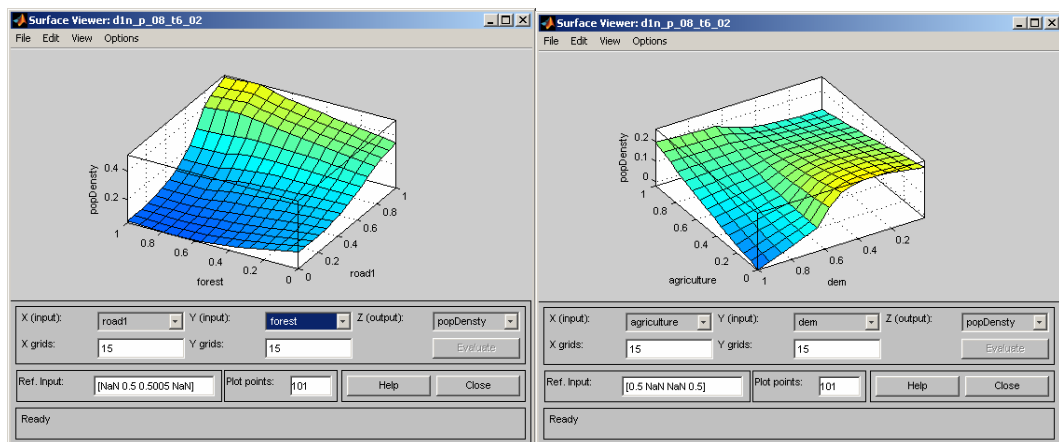 Surface Viewer: d1n_p_08_t6_02
File Edit View Options
popDensty
0.4
0.2
1
0.8
0.6
0.4
0.2
0
forest
0
0.2
0.4
0.6
0.8
1
road1
X (input): road1 Y (input): forest Z (output): popDensty
X grids: 15 Y grids: 15 Evaluate
Ref. Input: [NaN 0.5 0.5005 NaN] Plot points: 101 Help Close
Ready
Surface Viewer: d1n_p_08_t6_02
File Edit View Options
popDensty
0.2
0.1
0
1
0.8
0.6
0.4
0.2
0
agriculture
1
0.8
0.6
0.4
0.2
dem
X (input): agriculture Y (input): dem Z (output): popDensty
X grids: 15 Y grids: 15 Evaluate
Ref. Input: [0.5 NaN NaN 0.5] Plot points: 101 Help Close
Ready